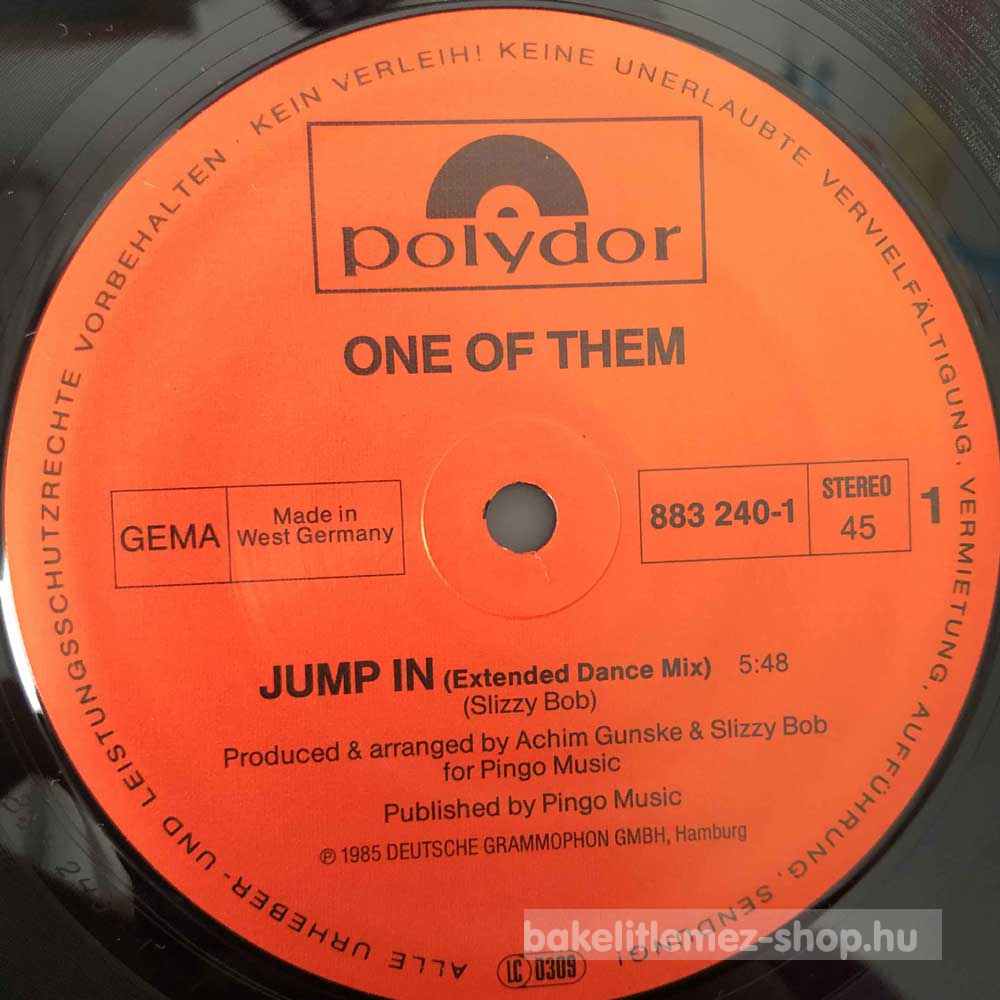 ALLE URHEBER- UND LEISTUNGSSCHUTZRECHTE VORBEHALTEN · KEIN VERLEIH! KEINE UNERLAUBTE VERVIELFÄLTIGUNG, VERMIETUNG, AUFFÜHRUNG, SENDUNG!
polydor
ONE OF THEM
GEMA
Made in
West Germany
883 240-1
STEREO
45
1
JUMP IN (Extended Dance Mix) 5:48
(Slizzy Bob)
Produced & arranged by Achim Gunske & Slizzy Bob
for Pingo Music
Published by Pingo Music
℗ 1985 DEUTSCHE GRAMMOPHON GMBH, Hamburg
LC 0309
bakelitlemez-shop.hu